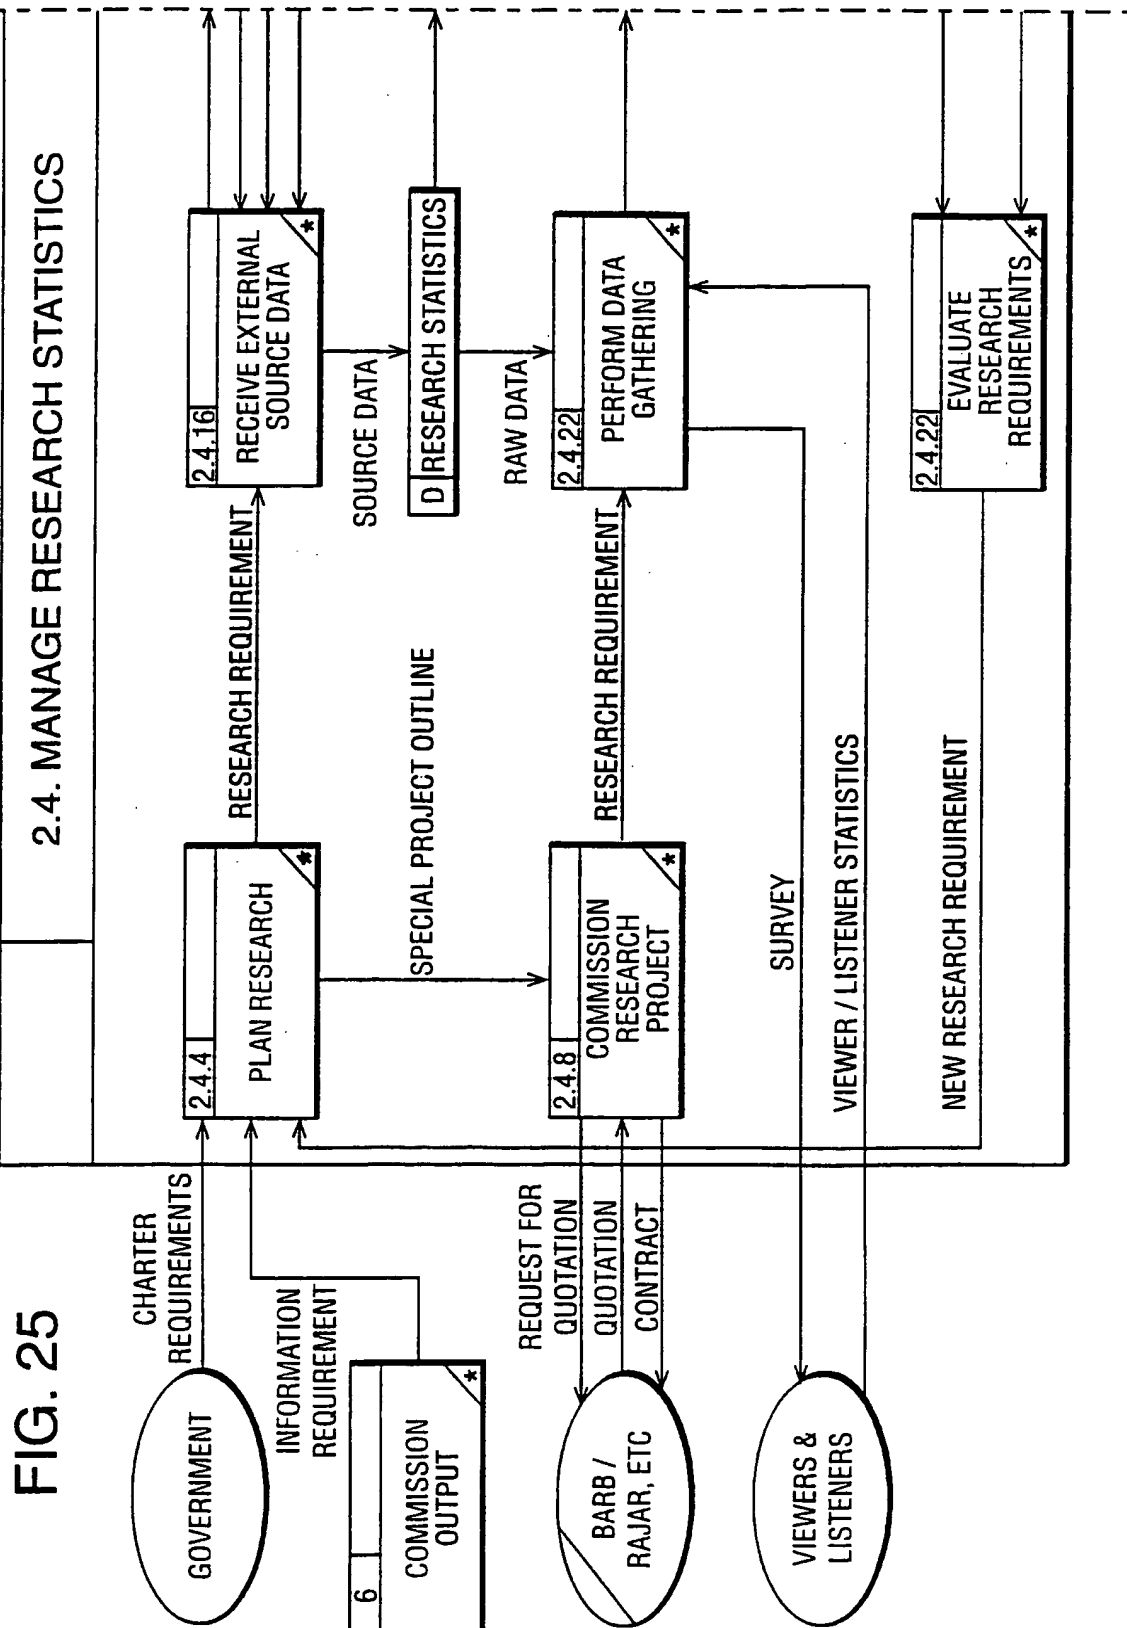 FIG. 25
2.4. MANAGE RESEARCH STATISTICS
GOVERNMENT
CHARTER
REQUIREMENTS
2.4.4
PLAN RESEARCH
*
RESEARCH REQUIREMENT
2.4.16
RECEIVE EXTERNAL
SOURCE DATA
*
INFORMATION
REQUIREMENT
6
COMMISSION
OUTPUT
*
SPECIAL PROJECT OUTLINE
SOURCE DATA
D RESEARCH STATISTICS
RAW DATA
BARB /
RAJAR, ETC
REQUEST FOR
QUOTATION
QUOTATION
CONTRACT
2.4.8
COMMISSION
RESEARCH
PROJECT
*
RESEARCH REQUIREMENT
2.4.22
PERFORM DATA
GATHERING
*
VIEWERS &
LISTENERS
SURVEY
VIEWER / LISTENER STATISTICS
NEW RESEARCH REQUIREMENT
2.4.22
EVALUATE
RESEARCH
REQUIREMENTS
*